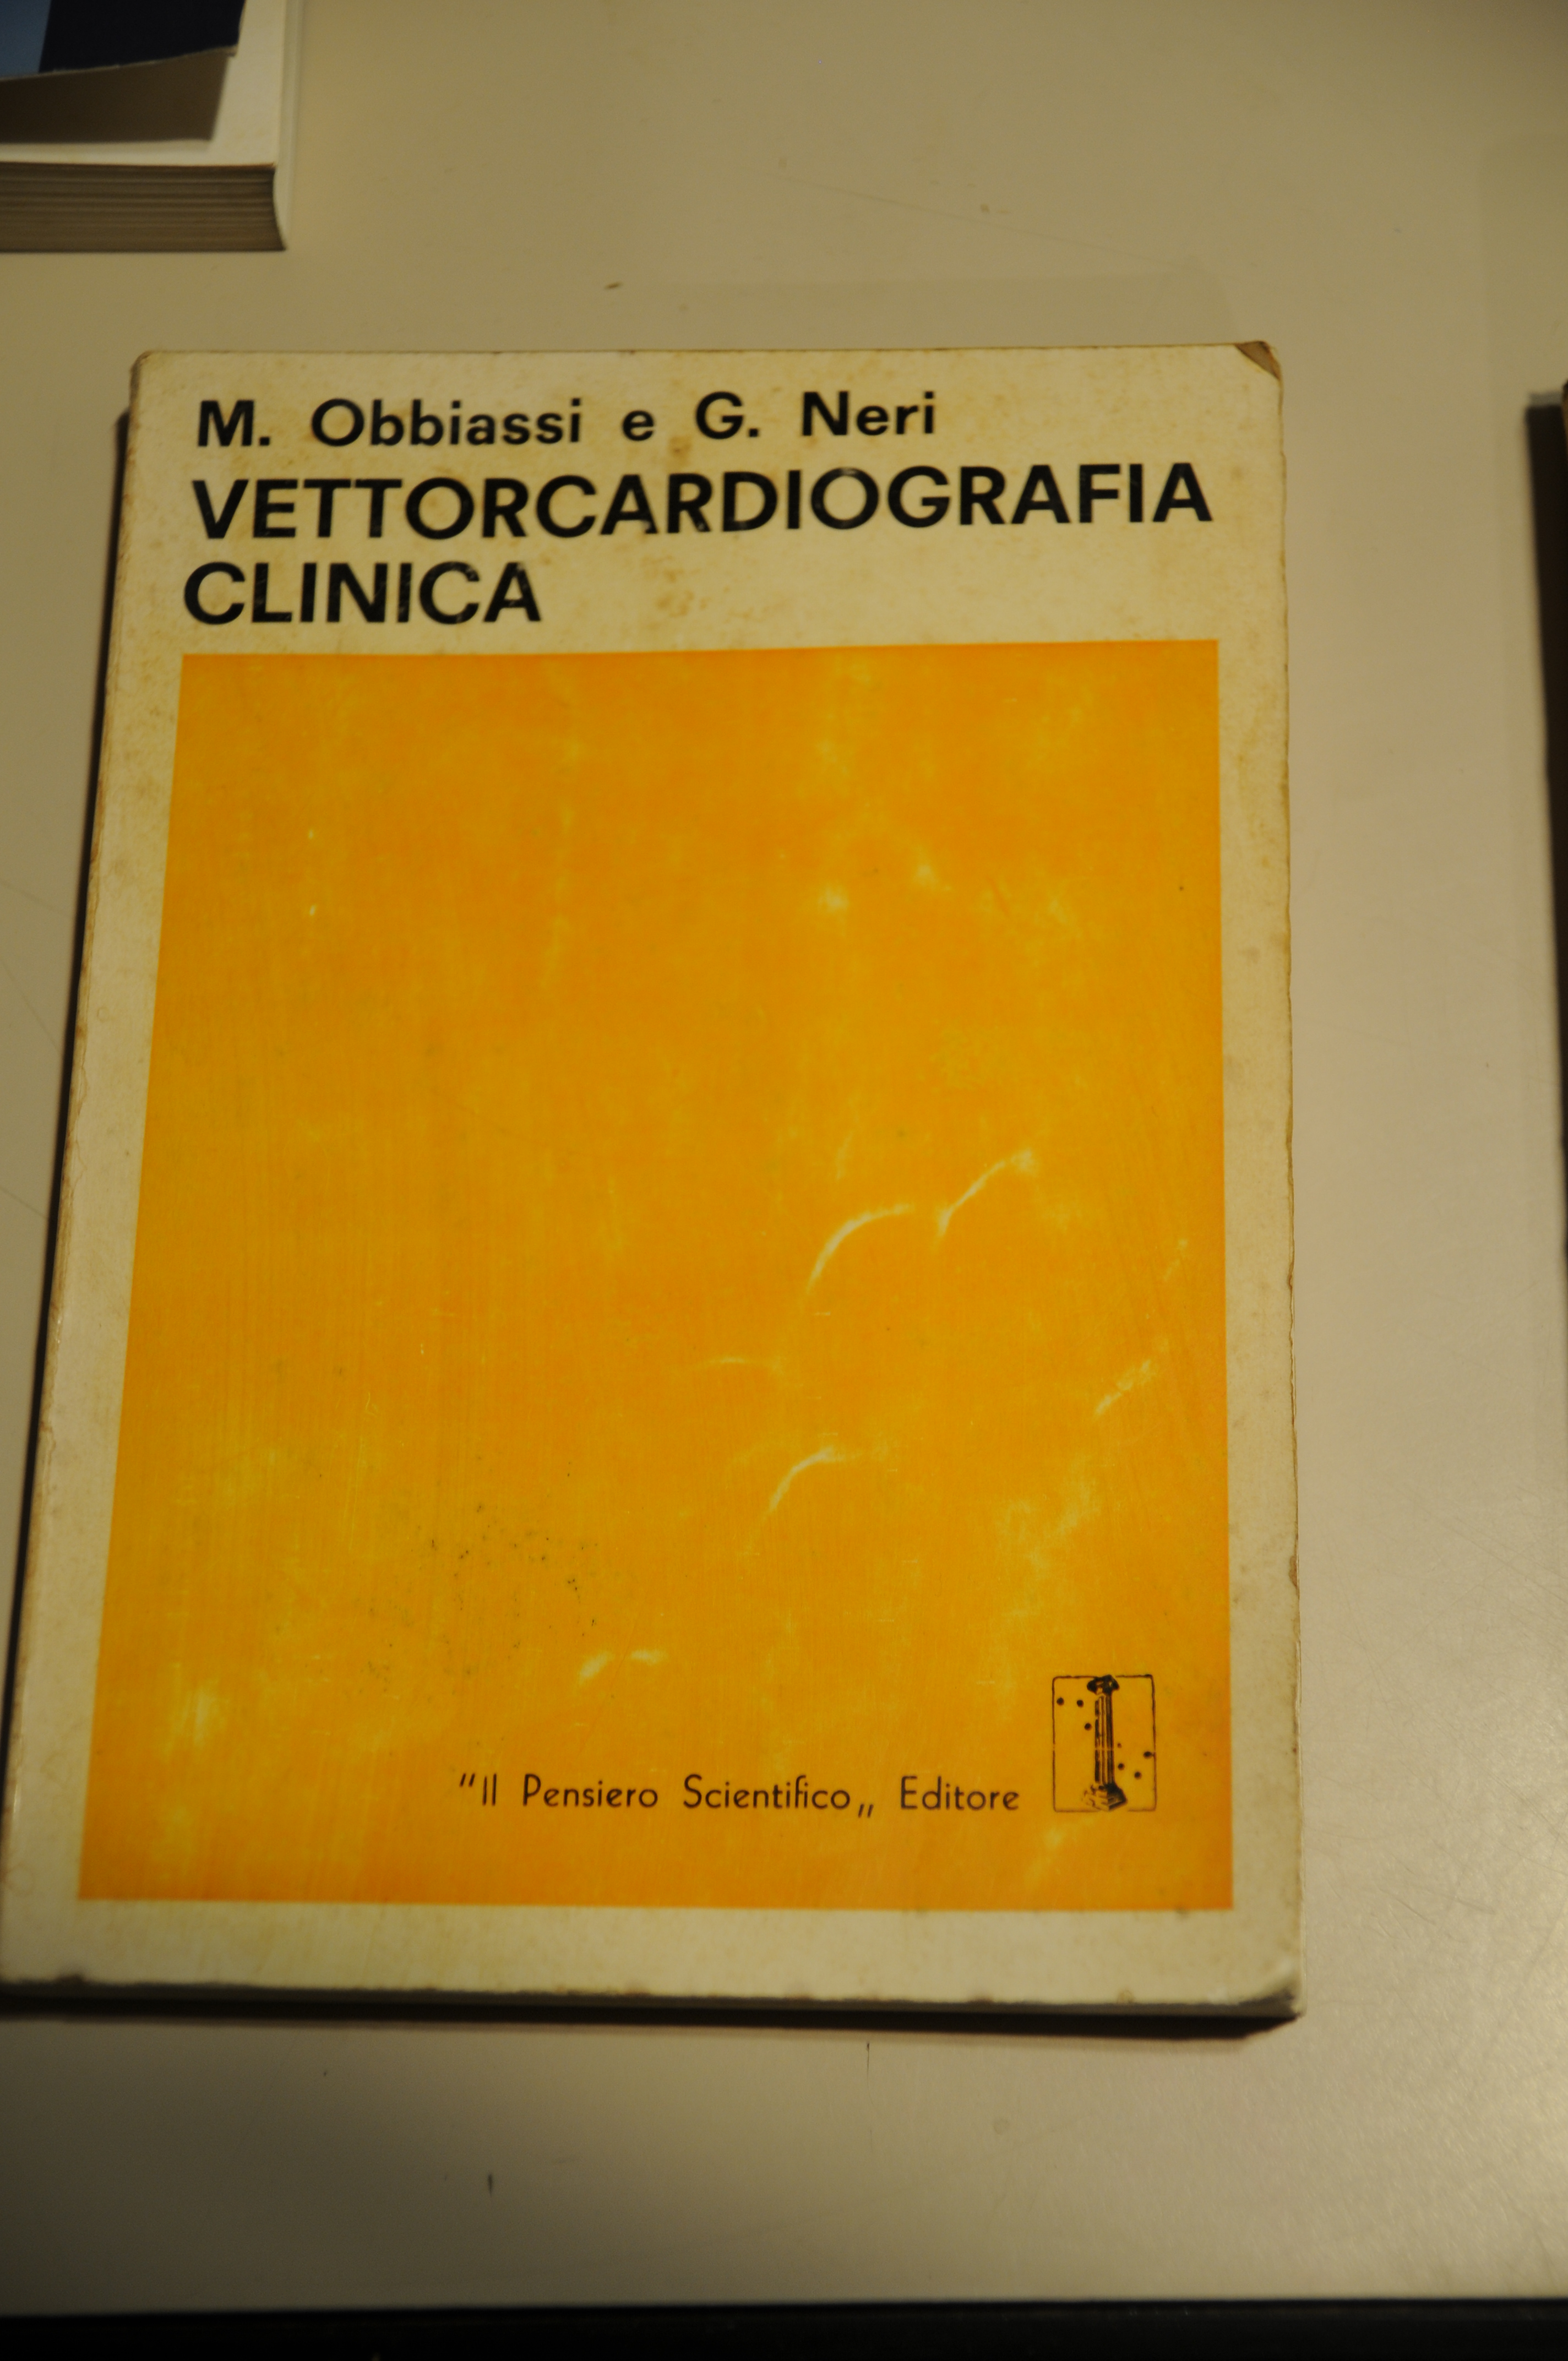 M. Obbiassi e G. Neri
VETTORCARDIOGRAFIA
CLINICA
"Il Pensiero Scientifico„ Editore